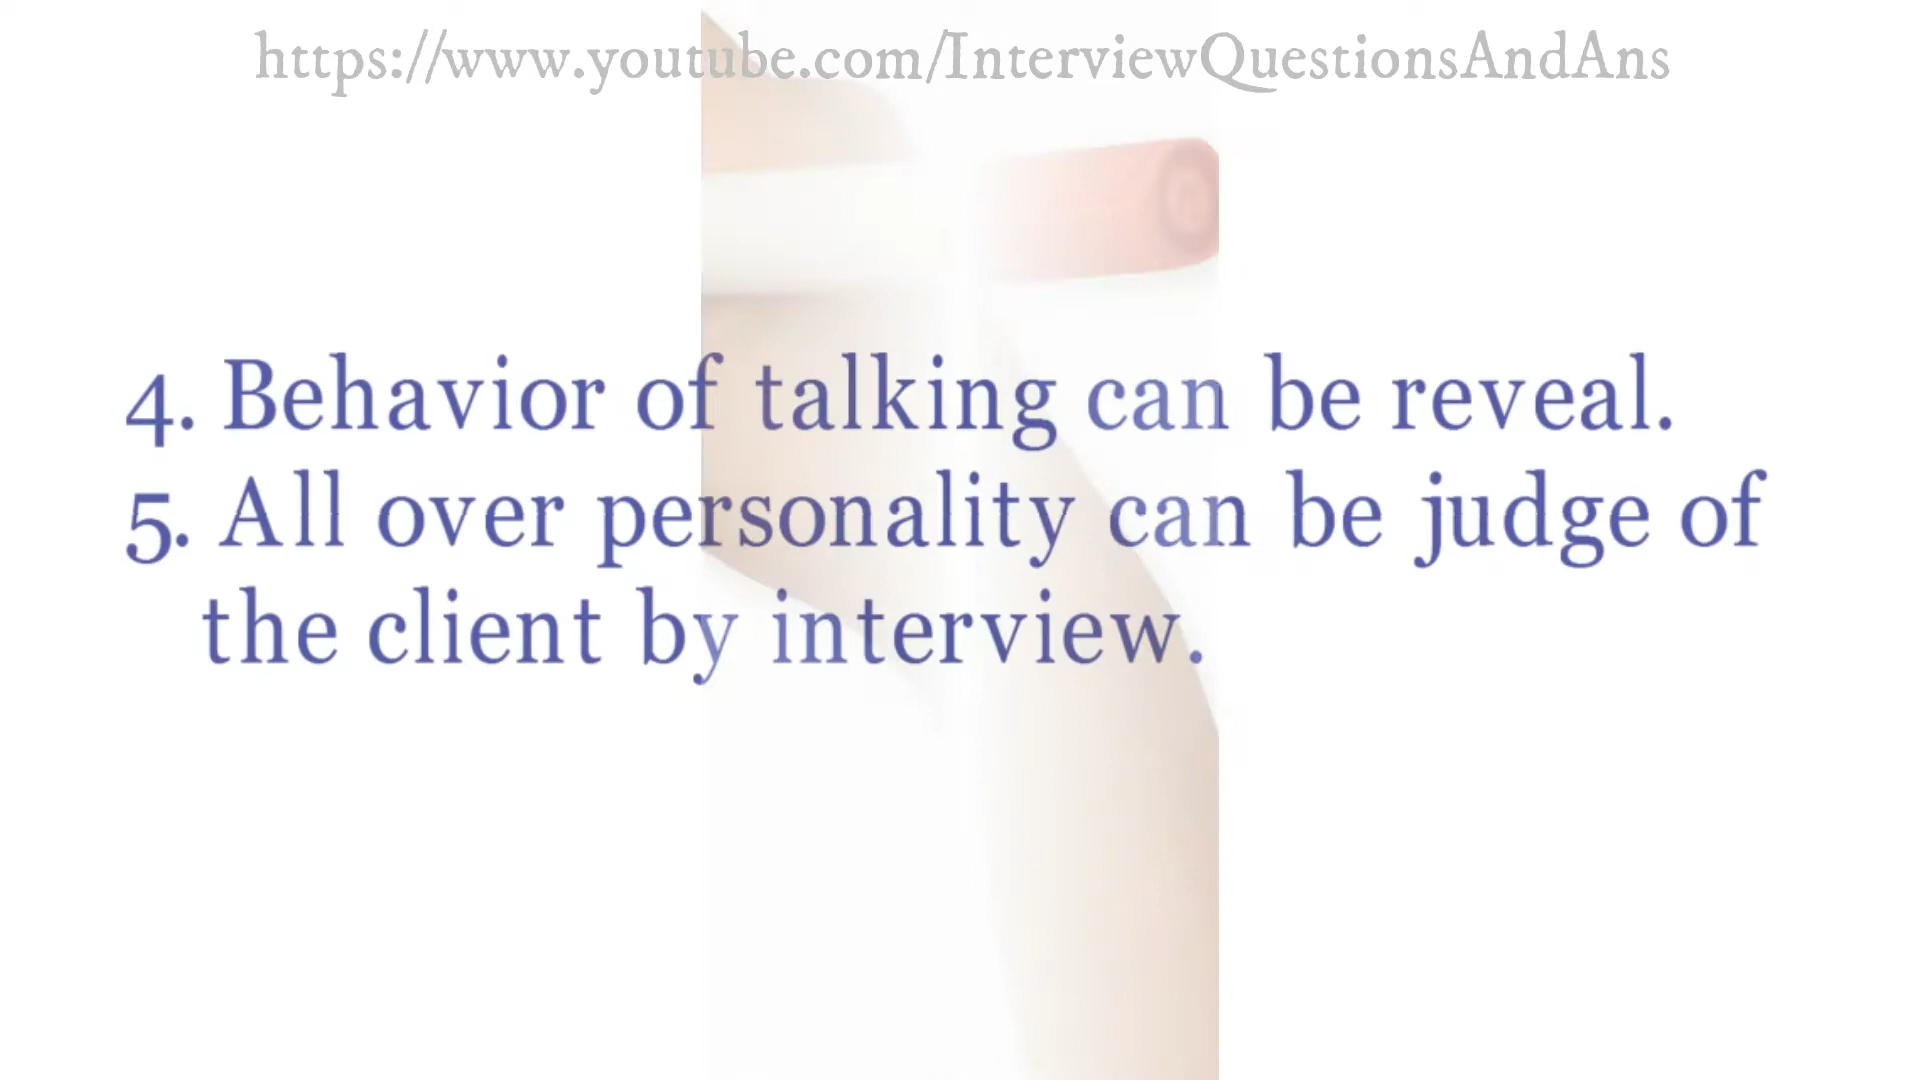 https://www.youtube.com/InterviewQuestionsAndAns
4. Behavior of talking can be reveal.
5. All over personality can be judge of
the client by interview.